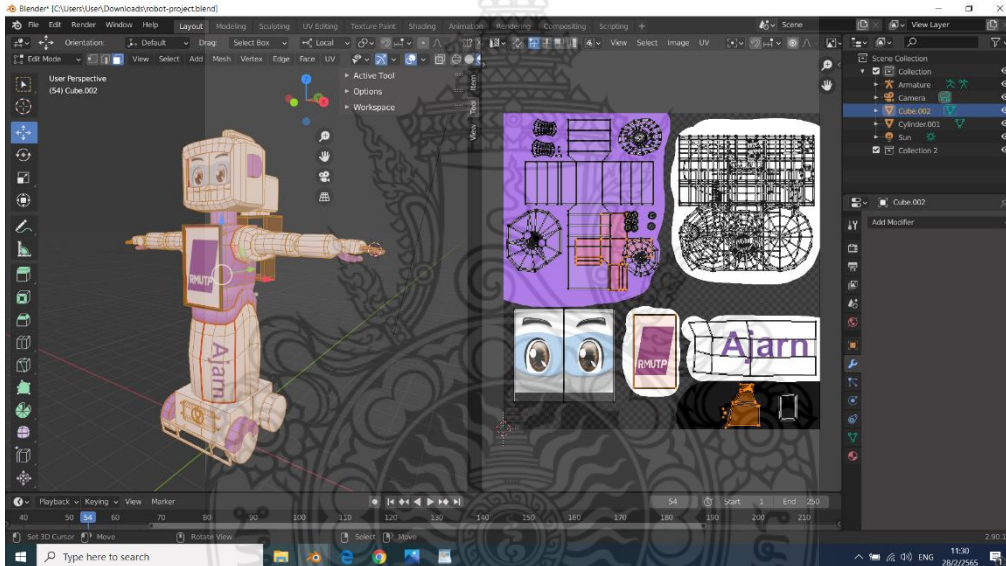 Blender* [C:\Users\User\Downloads\robot-project.blend]
File Edit Render Window Help Layout Modeling Sculpting UV Editing Texture Paint Shading Animation Rendering Compositing Scripting + Scene View Layer
Orientation: Default Drag: Select Box Local View Select Image UV
Edit Mode View Select Add Mesh Vertex Edge Face UV
User Perspective
(54) Cube.002
Active Tool
Options
Workspace
Item
Tool
View
Scene Collection
Collection
Armature
Camera
Cube.002
Cylinder.001
Sun
Collection 2
Cube.002
Add Modifier
RMUTP
Ajarn
RMUTP
Ajarn
Playback Keying View Marker 54 Start 1 End 250
40 50 54 60 70 80 90 100 110 120 130 140 150 160 170 180 190 200 210
Set 3D Cursor Move Rotate View Select Move 2.90.1
Type here to search ENG 11:30
28/2/2565